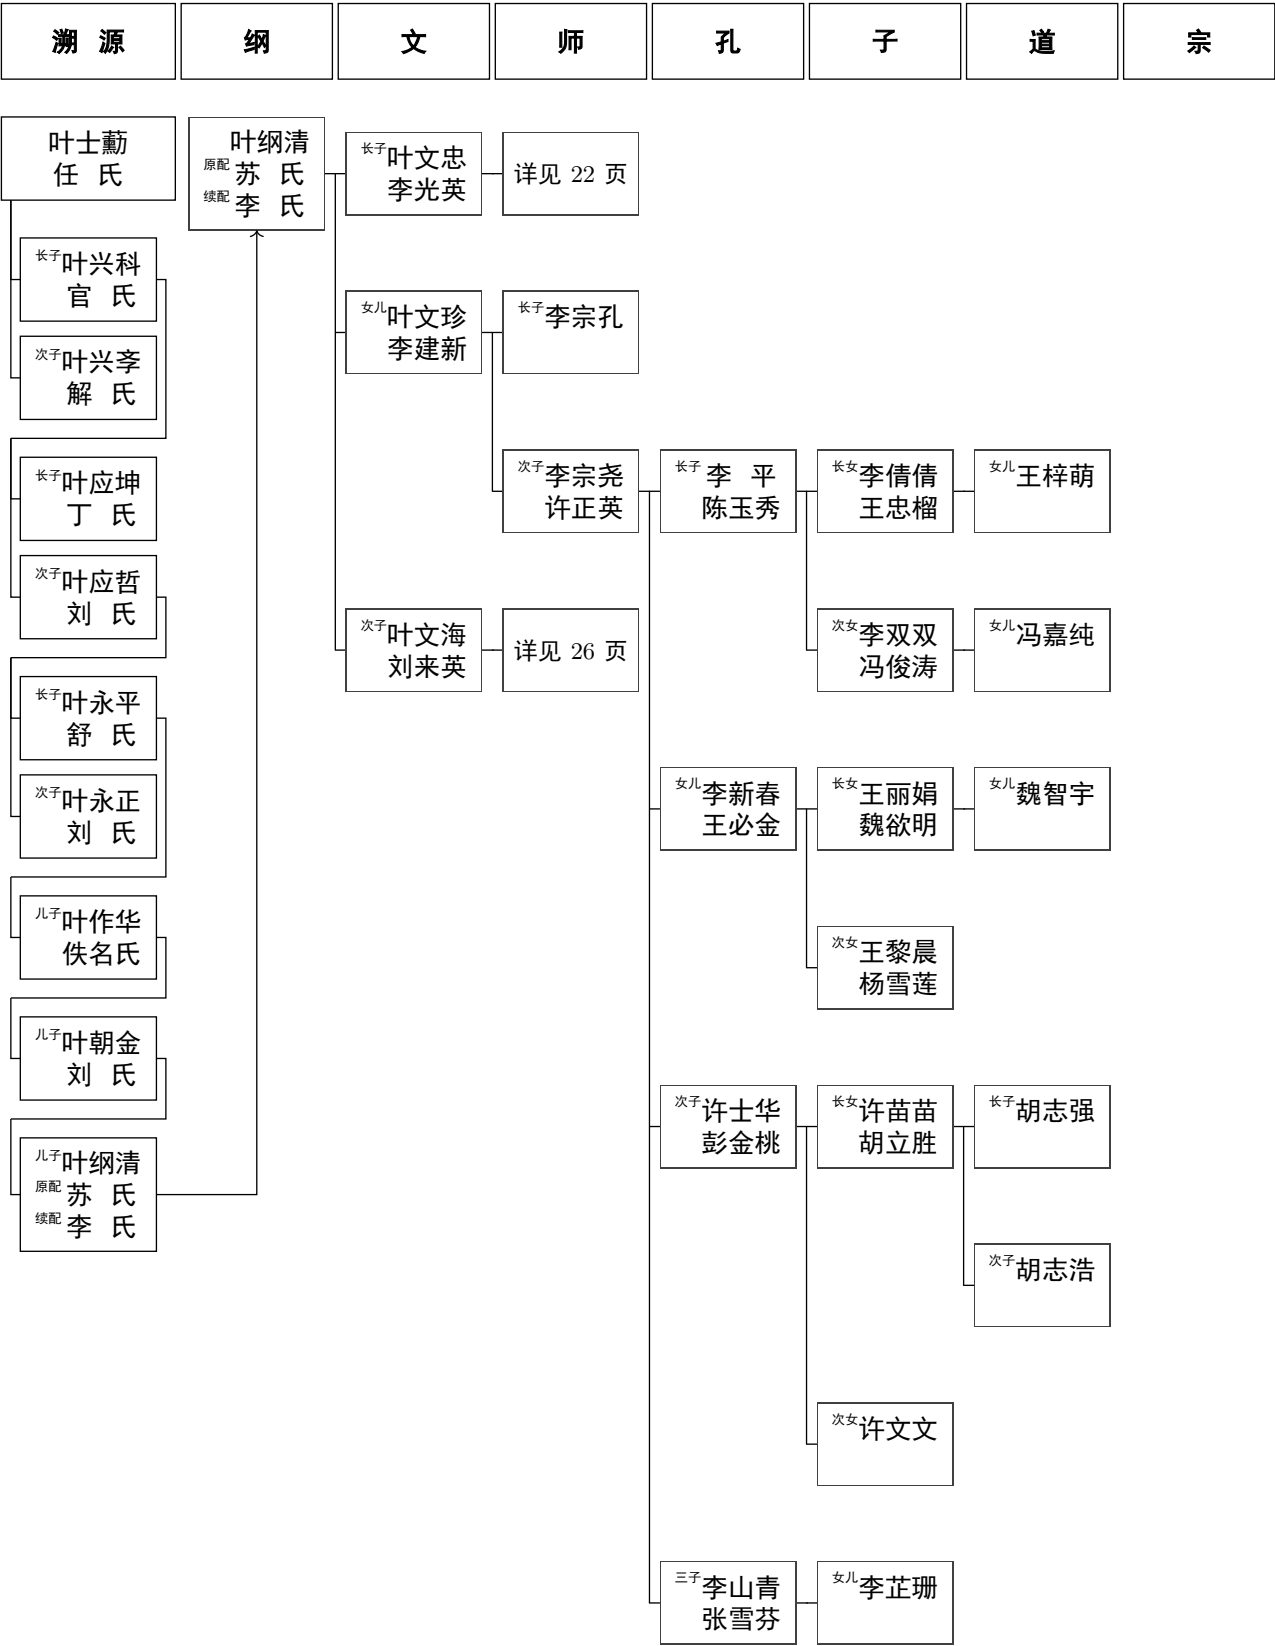 溯 源 纲 文 师 孔 子 道 宗
叶士勷
任 氏
长子叶兴科
官 氏
次子叶兴斈
解 氏
长子叶应坤
丁 氏
次子叶应哲
刘 氏
长子叶永平
舒 氏
次子叶永正
刘 氏
儿子叶作华
佚名氏
儿子叶朝金
刘 氏
儿子叶纲清
原配 苏 氏
续配 李 氏
叶纲清
原配 苏 氏
续配 李 氏
长子叶文忠
李光英
详见 22 页
女儿叶文珍
李建新
长子李宗孔
次子李宗尧
许正英
长子 李 平
陈玉秀
长女李倩倩
王忠榴
女儿王梓萌
次女李双双
冯俊涛
女儿冯嘉纯
女儿李新春
王必金
长女王丽娟
魏欲明
女儿魏智宇
次女王黎晨
杨雪莲
次子许士华
彭金桃
长女许苗苗
胡立胜
长子胡志强
次子胡志浩
次女许文文
三子李山青
张雪芬
女儿李芷珊
次子叶文海
刘来英
详见 26 页